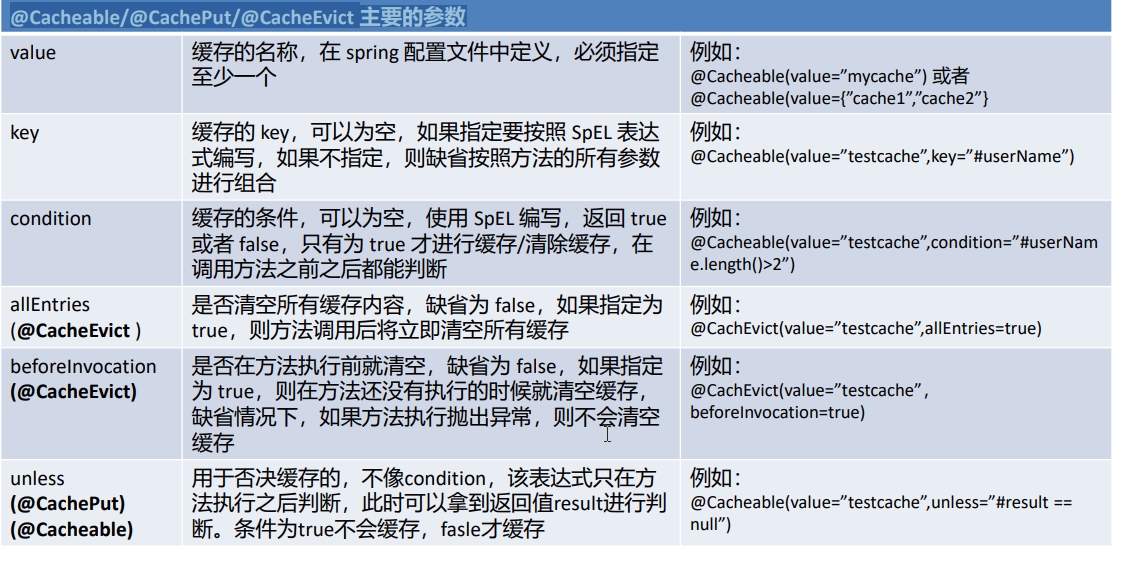 @Cacheable/@CachePut/@CacheEvict 主要的参数
value
缓存的名称，在 spring 配置文件中定义，必须指定
至少一个
例如：
@Cacheable(value=”mycache”) 或者
@Cacheable(value={”cache1”,”cache2”}
key
缓存的 key，可以为空，如果指定要按照 SpEL 表达
式编写，如果不指定，则缺省按照方法的所有参数
进行组合
例如：
@Cacheable(value=”testcache”,key=”#userName”)
condition
缓存的条件，可以为空，使用 SpEL 编写，返回 true
或者 false，只有为 true 才进行缓存/清除缓存，在
调用方法之前之后都能判断
例如：
@Cacheable(value=”testcache”,condition=”#userNam
e.length()>2”)
allEntries
(@CacheEvict )
是否清空所有缓存内容，缺省为 false，如果指定为
true，则方法调用后将立即清空所有缓存
例如：
@CachEvict(value=”testcache”,allEntries=true)
beforeInvocation
(@CacheEvict)
是否在方法执行前就清空，缺省为 false，如果指定
为 true，则在方法还没有执行的时候就清空缓存，
缺省情况下，如果方法执行抛出异常，则不会清空
缓存
例如：
@CachEvict(value=”testcache”，
beforeInvocation=true)
unless
(@CachePut)
(@Cacheable)
用于否决缓存的，不像condition，该表达式只在方
法执行之后判断，此时可以拿到返回值result进行判
断。条件为true不会缓存，fasle才缓存
例如：
@Cacheable(value=”testcache”,unless=”#result ==
null”)